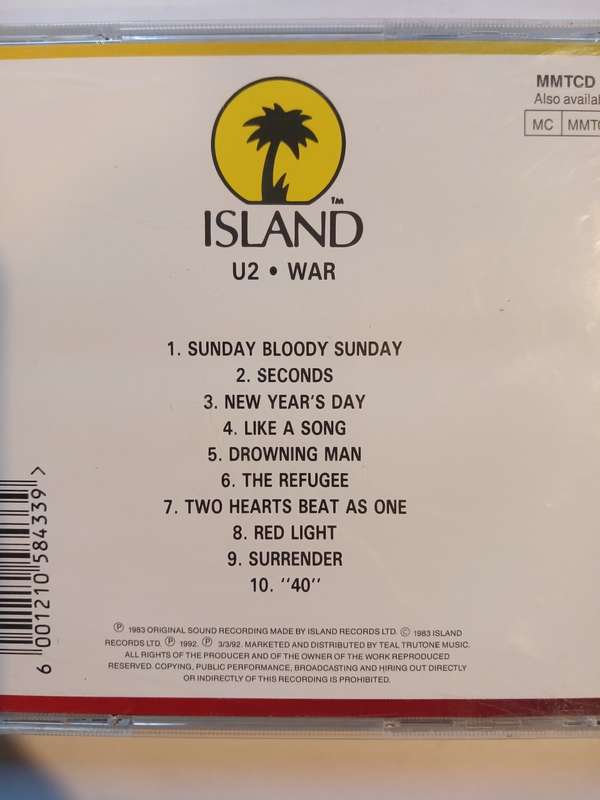 MMTCD
Also availab
MC MMTC
™
ISLAND
U2 • WAR
1. SUNDAY BLOODY SUNDAY
2. SECONDS
3. NEW YEAR'S DAY
4. LIKE A SONG
5. DROWNING MAN
6. THE REFUGEE
7. TWO HEARTS BEAT AS ONE
8. RED LIGHT
9. SURRENDER
10. "40"
6 001210 584339 >
℗ 1983 ORIGINAL SOUND RECORDING MADE BY ISLAND RECORDS LTD. © 1983 ISLAND
RECORDS LTD. ℗ 1992. ℗ 3/3/92. MARKETED AND DISTRIBUTED BY TEAL TRUTONE MUSIC.
ALL RIGHTS OF THE PRODUCER AND OF THE OWNER OF THE WORK REPRODUCED
RESERVED. COPYING, PUBLIC PERFORMANCE, BROADCASTING AND HIRING OUT DIRECTLY
OR INDIRECTLY OF THIS RECORDING IS PROHIBITED.